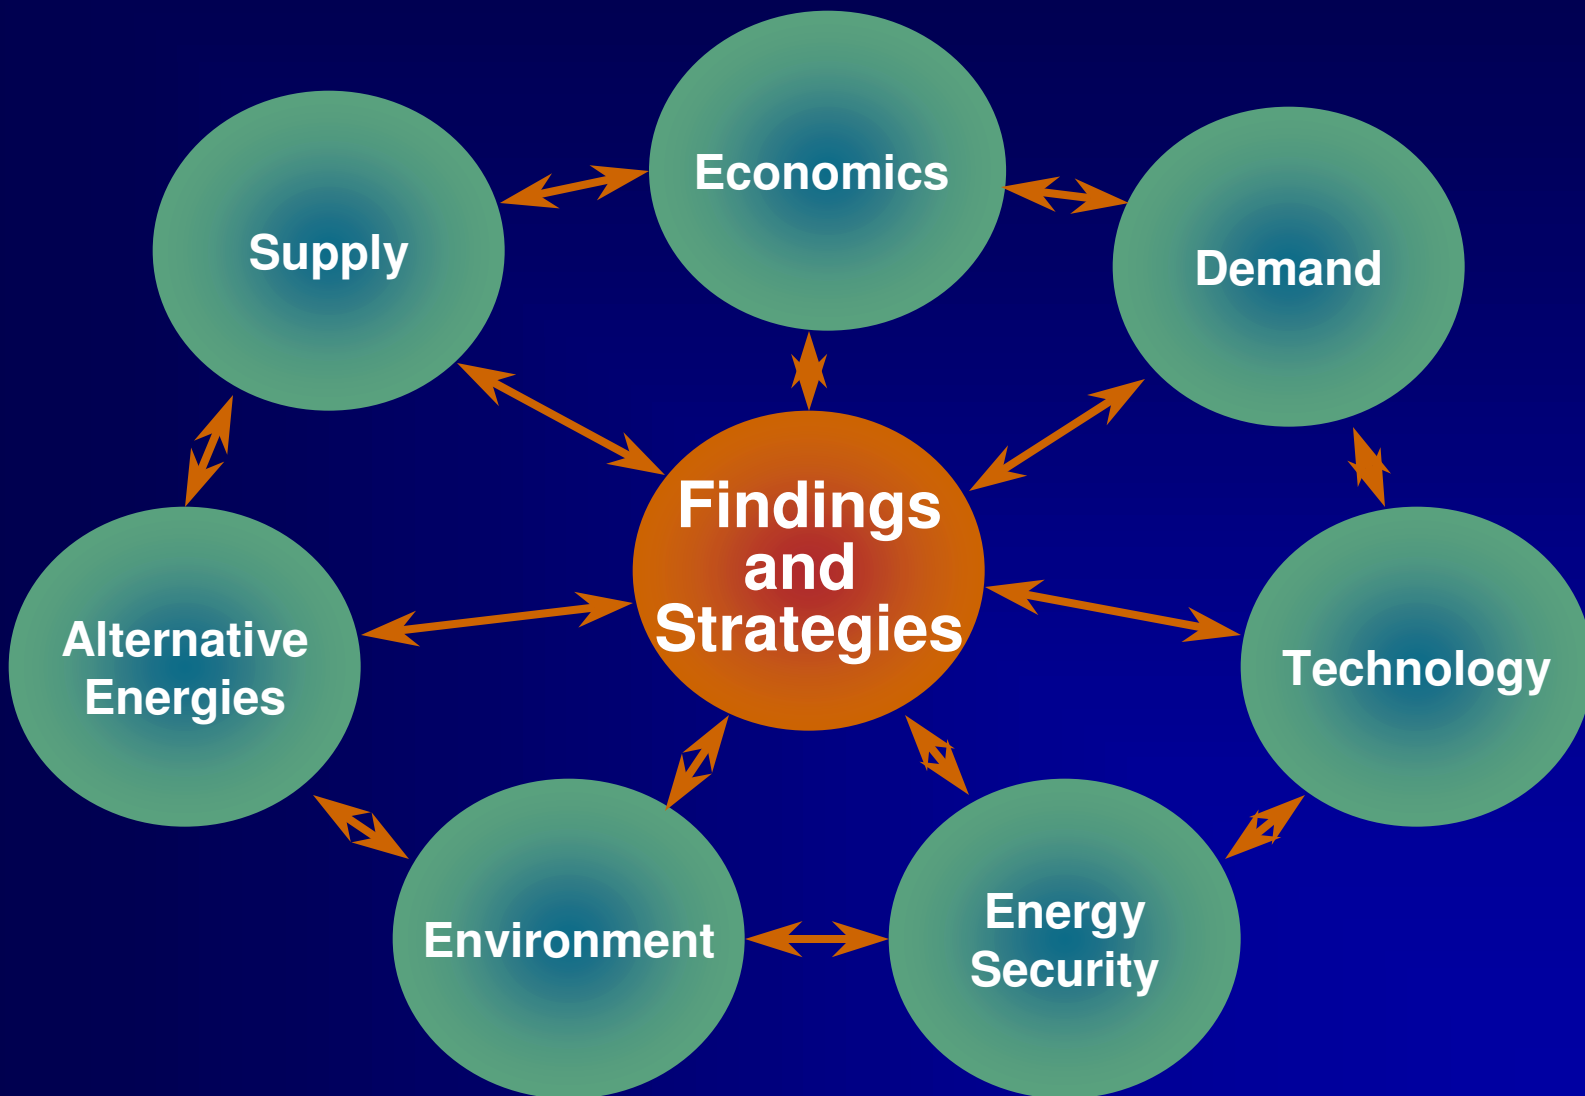 Economics
Supply
Demand
Findings
and
Strategies
Alternative
Energies
Technology
Environment
Energy
Security